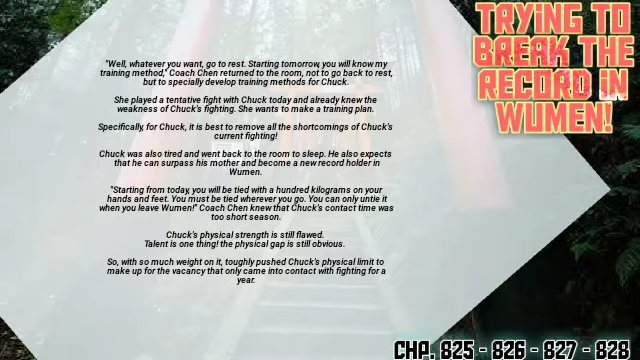 "Well, whatever you want, go to rest. Starting tomorrow, you will know my
training method," Coach Chen returned to the room, not to go back to rest,
but to specially develop training methods for Chuck.
She played a tentative fight with Chuck today and already knew the
weakness of Chuck's fighting. She wants to make a training plan.
Specifically, for Chuck, it is best to remove all the shortcomings of Chuck's
current fighting!
Chuck was also tired and went back to the room to sleep. He also expects
that he can surpass his mother and become a new record holder in
Wumen.
"Starting from today, you will be tied with a hundred kilograms on your
hands and feet. You must be tied wherever you go. You can only untie it
when you leave Wumen!" Coach Chen knew that Chuck's contact time was
too short season.
Chuck's physical strength is still flawed.
Talent is one thing! the physical gap is still obvious.
So, with so much weight on it, toughly pushed Chuck's physical limit to
make up for the vacancy that only came into contact with fighting for a
year.
TRYING TO
BREAK THE
RECORD IN
WUMEN!
CHP. 825 - 826 - 827 - 828